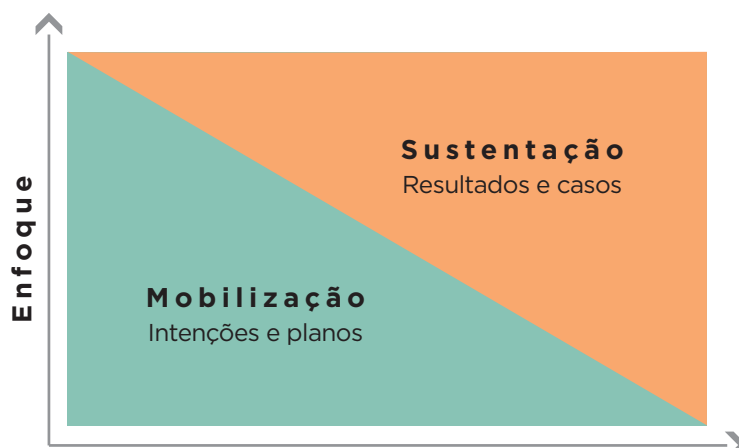 Enfoque
Sustentação
Resultados e casos
Mobilização
Intenções e planos